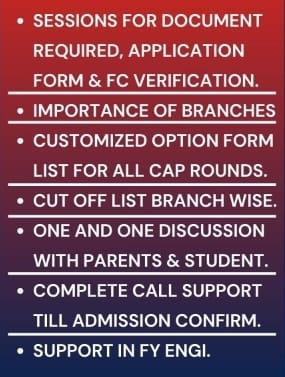 • SESSIONS FOR DOCUMENT
REQUIRED, APPLICATION
FORM & FC VERIFICATION.
• IMPORTANCE OF BRANCHES
• CUSTOMIZED OPTION FORM
LIST FOR ALL CAP ROUNDS.
• CUT OFF LIST BRANCH WISE.
• ONE AND ONE DISCUSSION
WITH PARENTS & STUDENT.
• COMPLETE CALL SUPPORT
TILL ADMISSION CONFIRM.
• SUPPORT IN FY ENGI.